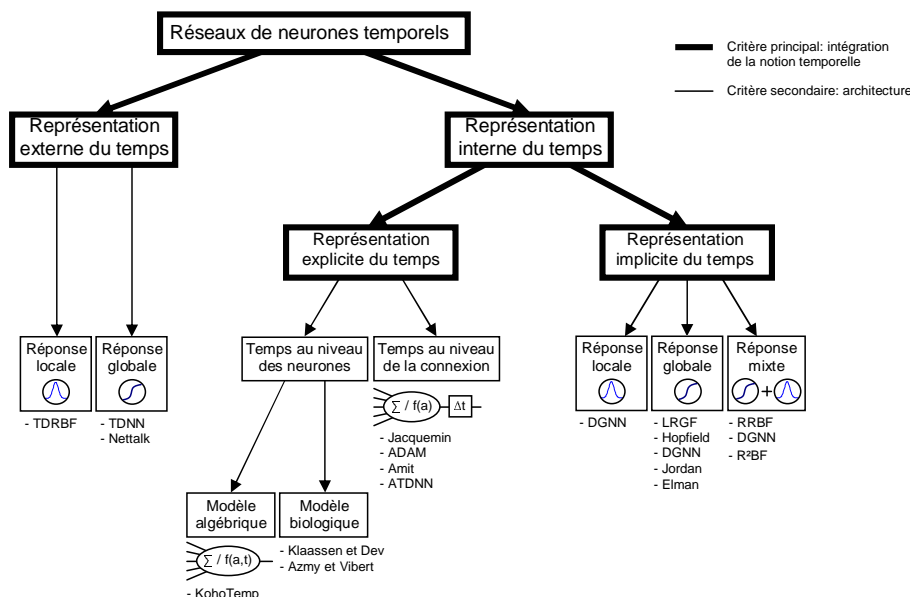 Réseaux de neurones temporels
Critère principal: intégration
de la notion temporelle
Critère secondaire: architecture
Représentation
externe du temps
Représentation
interne du temps
Représentation
explicite du temps
Représentation
implicite du temps
Réponse
locale
Réponse
globale
- TDRBF
- TDNN
- Nettalk
Temps au niveau
des neurones
Temps au niveau
de la connexion
∑ / f(a)
Δt
- Jacquemin
- ADAM
- Amit
- ATDNN
Modèle
algébrique
Modèle
biologique
∑ / f(a,t)
- KohoTemp
- Klaassen et Dev
- Azmy et Vibert
Réponse
locale
Réponse
globale
Réponse
mixte
+
- DGNN
- LRGF
- Hopfield
- DGNN
- Jordan
- Elman
- RRBF
- DGNN
- R²BF